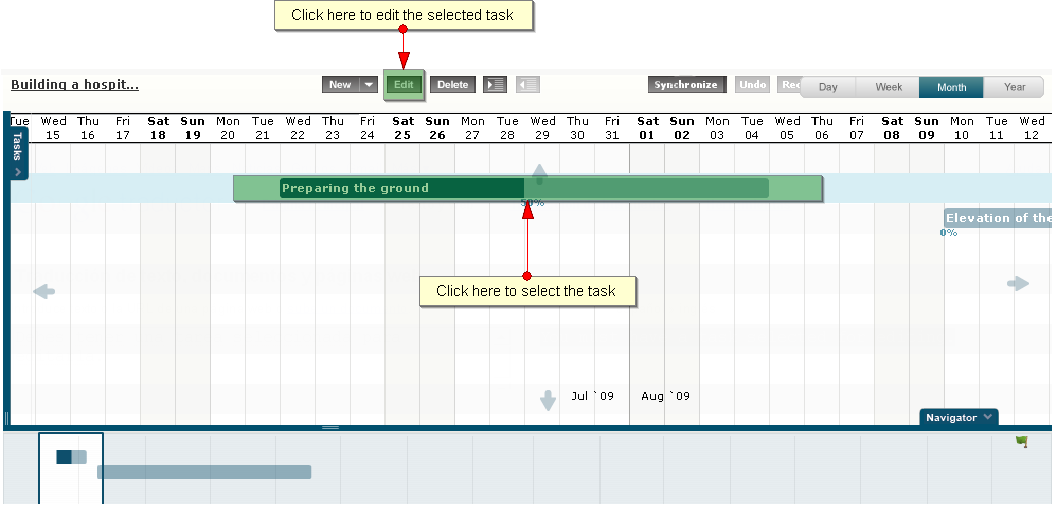 Click here to edit the selected task
Building a hospit...
New Edit Delete Synchronize Undo Rec Day Week Month Year
Tue Wed Thu Fri Sat Sun Mon Tue Wed Thu Fri Sat Sun Mon Tue Wed Thu Fri Sat Sun Mon Tue Wed Thu Fri Sat Sun Mon Tue Wed
15 16 17 18 19 20 21 22 23 24 25 26 27 28 29 30 31 01 02 03 04 05 06 07 08 09 10 11 12
Tasks
Preparing the ground
50%
Elevation of the
0%
Click here to select the task
Jul `09 Aug `09
Navigator